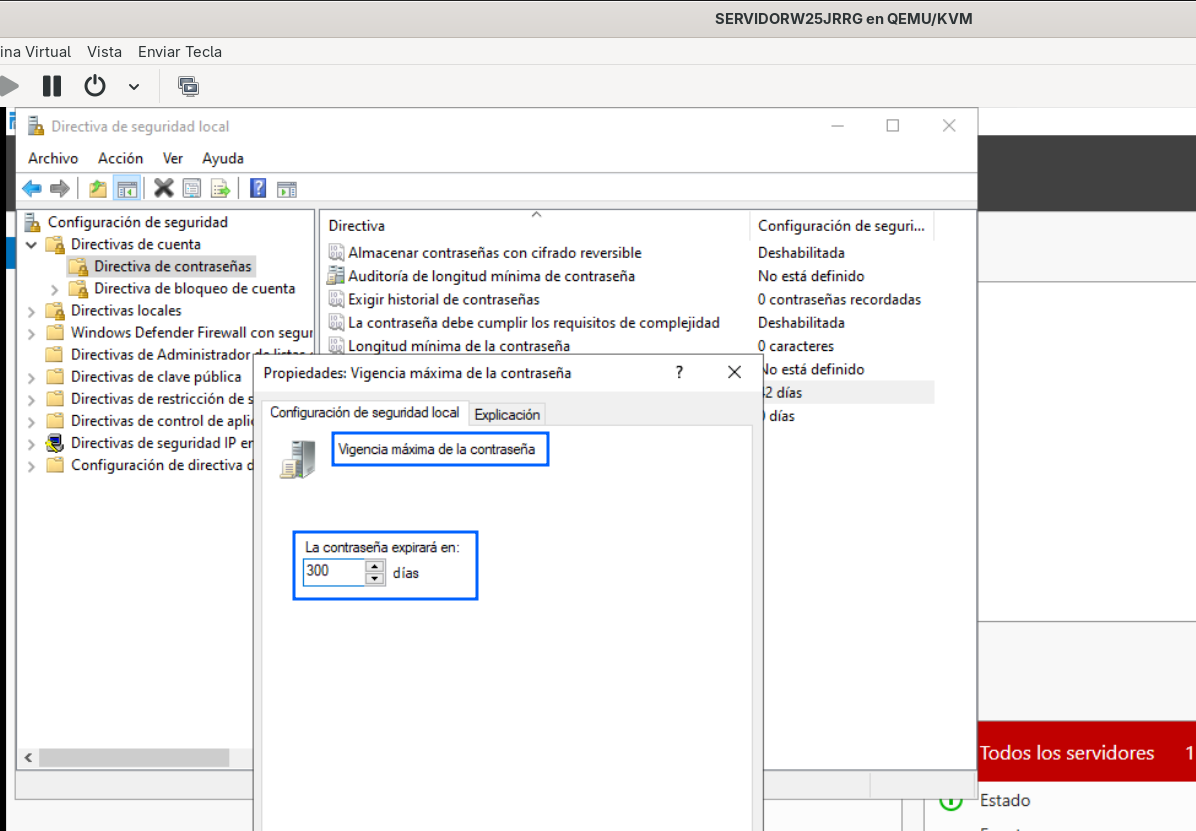 SERVIDORW25JRRG en QEMU/KVM
ina Virtual Vista Enviar Tecla
Directiva de seguridad local
Archivo Acción Ver Ayuda
Configuración de seguridad
Directivas de cuenta
Directiva de contraseñas
Directiva de bloqueo de cuenta
Directivas locales
Windows Defender Firewall con segur
Directivas de Administrador de listas
Directivas de clave pública
Directivas de restricción de s
Directivas de control de aplic
Directivas de seguridad IP en
Configuración de directiva d
Directiva Configuración de seguri...
Almacenar contraseñas con cifrado reversible Deshabilitada
Auditoría de longitud mínima de contraseña No está definido
Exigir historial de contraseñas 0 contraseñas recordadas
La contraseña debe cumplir los requisitos de complejidad Deshabilitada
Longitud mínima de la contraseña 0 caracteres
No está definido
42 días
0 días
Propiedades: Vigencia máxima de la contraseña ?
Configuración de seguridad local Explicación
Vigencia máxima de la contraseña
La contraseña expirará en:
300 días
Todos los servidores 1
Estado